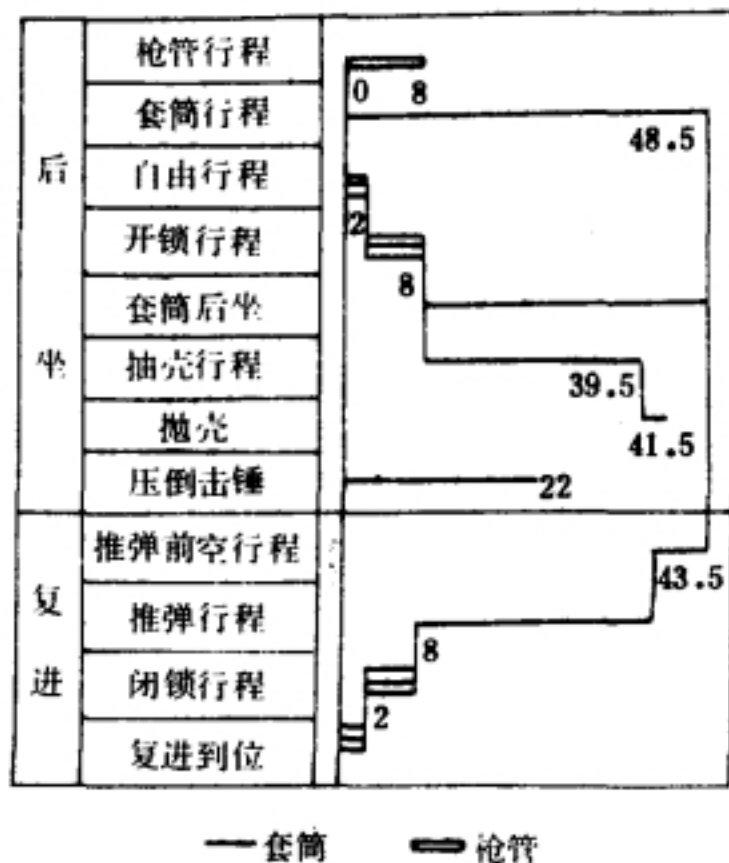 后坐
枪管行程
0 8
套筒行程
48.5
自由行程
2
开锁行程
8
套筒后坐
抽壳行程
39.5
抛壳
41.5
压倒击锤
22
复进
推弹前空行程
43.5
推弹行程
8
闭锁行程
2
复进到位
套筒 枪管